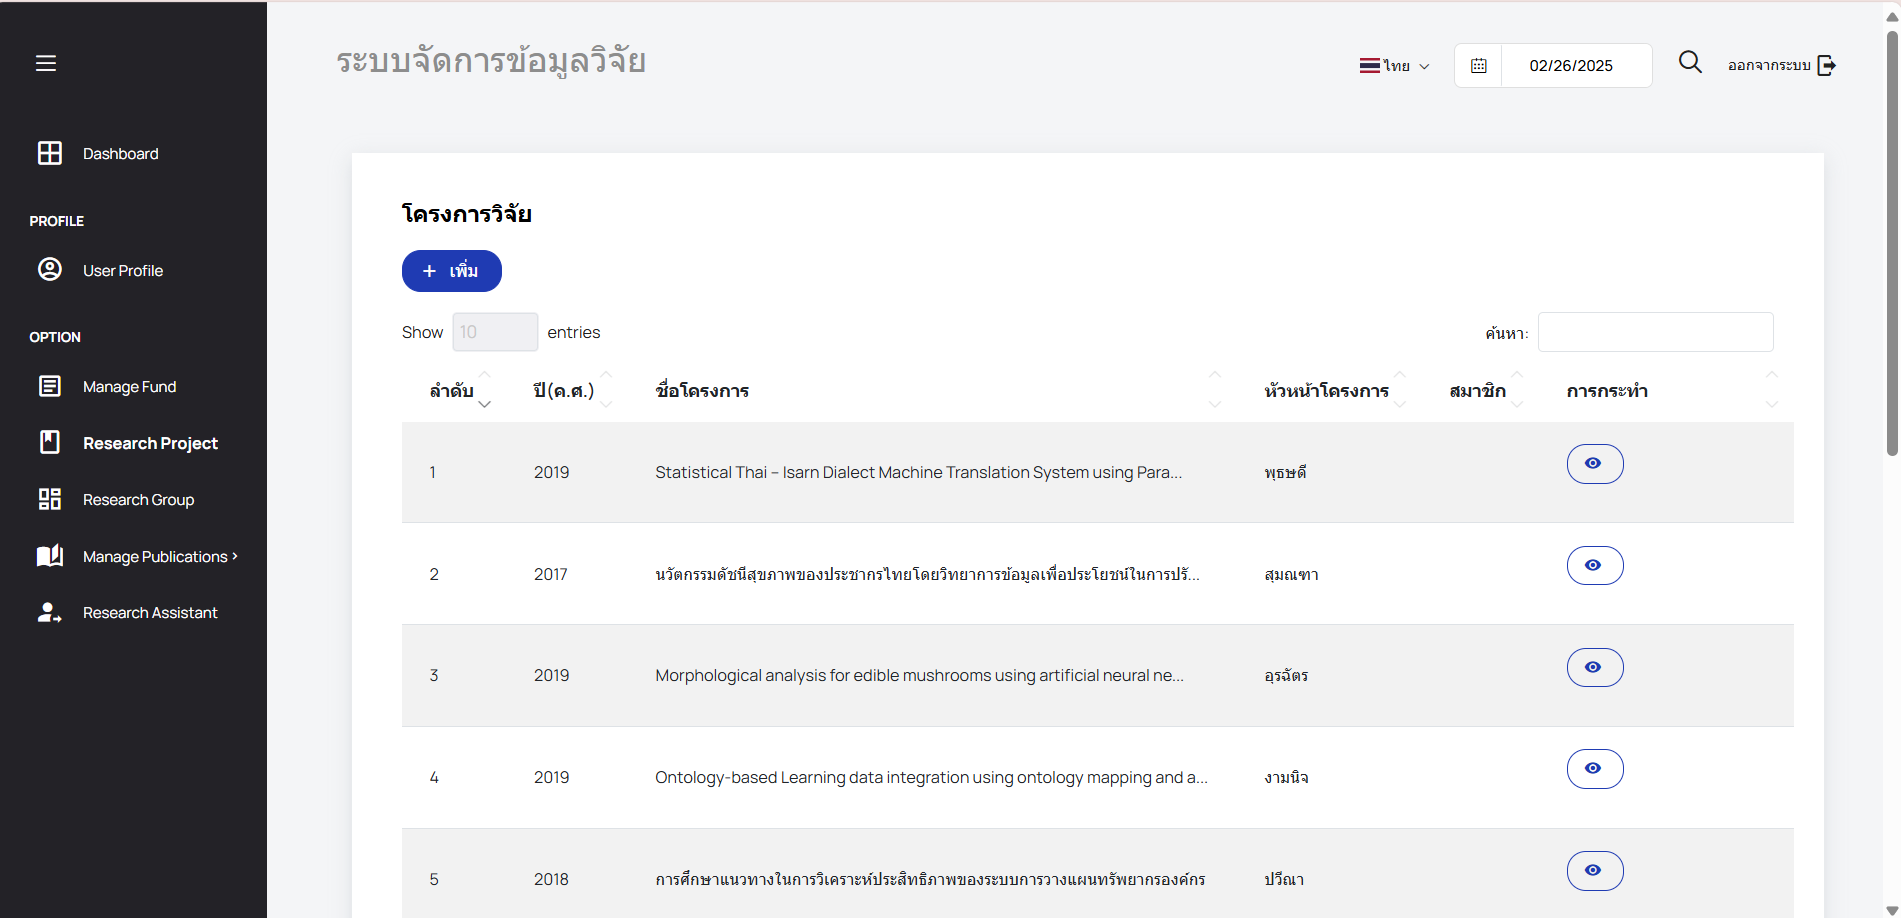 ระบบจัดการข้อมูลวิจัย
ไทย
02/26/2025
ออกจากระบบ
Dashboard
PROFILE
User Profile
OPTION
Manage Fund
Research Project
Research Group
Manage Publications
Research Assistant
โครงการวิจัย
+ เพิ่ม
Show 10 entries
ค้นหา:
ลำดับ ปี(ค.ศ.) ชื่อโครงการ หัวหน้าโครงการ สมาชิก การกระทำ
1 2019 Statistical Thai – Isarn Dialect Machine Translation System using Para... พุธษดี
2 2017 นวัตกรรมดัชนีสุขภาพของประชากรไทยโดยวิทยาการข้อมูลเพื่อประโยชน์ในการปรั... สุมณฑา
3 2019 Morphological analysis for edible mushrooms using artificial neural ne... อุรฉัตร
4 2019 Ontology-based Learning data integration using ontology mapping and a... งามนิจ
5 2018 การศึกษาแนวทางในการวิเคราะห์ประสิทธิภาพของระบบการวางแผนทรัพยากรองค์กร ปวีณา